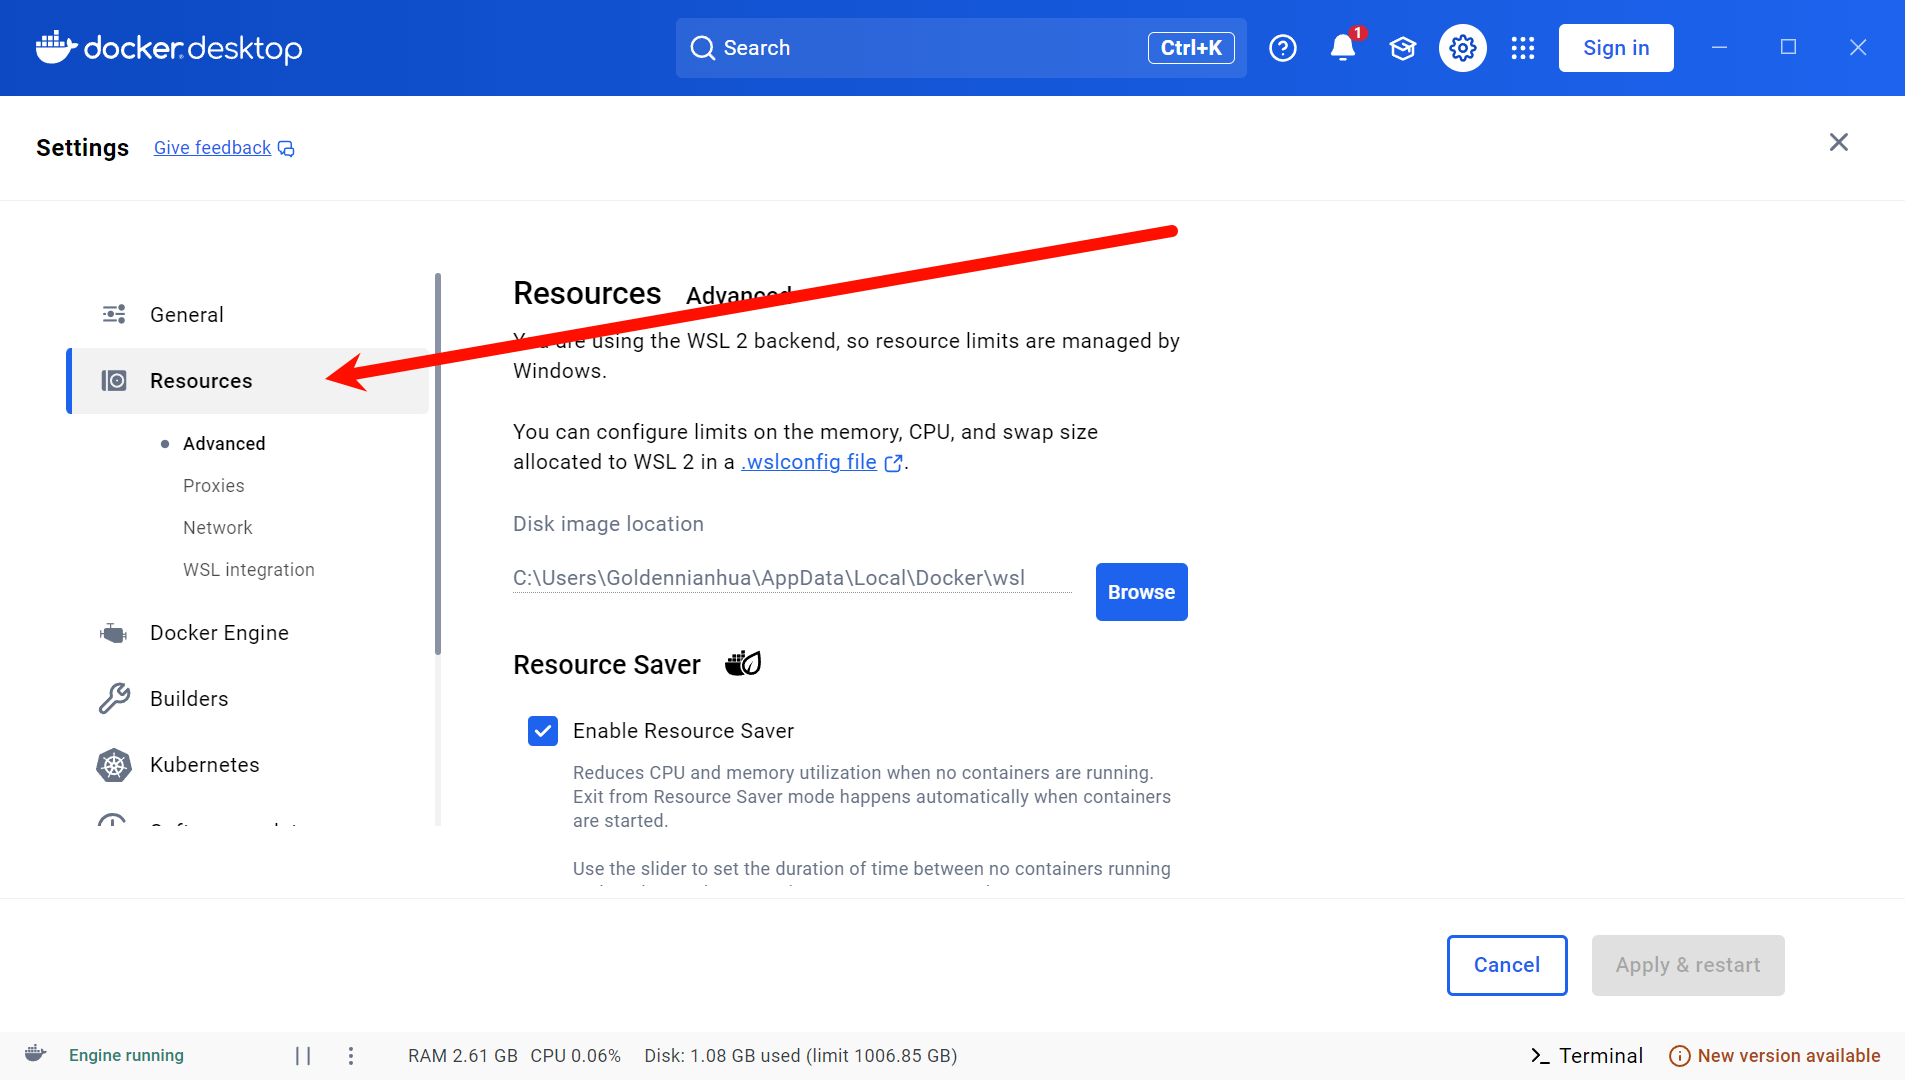 docker desktop
Search
Ctrl+K
1
Sign in
Settings
Give feedback
General
Resources
Advanced
Proxies
Network
WSL integration
Docker Engine
Builders
Kubernetes
Resources Advanced
You are using the WSL 2 backend, so resource limits are managed by
Windows.
You can configure limits on the memory, CPU, and swap size
allocated to WSL 2 in a .wslconfig file .
Disk image location
C:\Users\Goldennianhua\AppData\Local\Docker\wsl
Browse
Resource Saver
Enable Resource Saver
Reduces CPU and memory utilization when no containers are running.
Exit from Resource Saver mode happens automatically when containers
are started.
Use the slider to set the duration of time between no containers running
Cancel
Apply & restart
Engine running
RAM 2.61 GB CPU 0.06% Disk: 1.08 GB used (limit 1006.85 GB)
Terminal
New version available